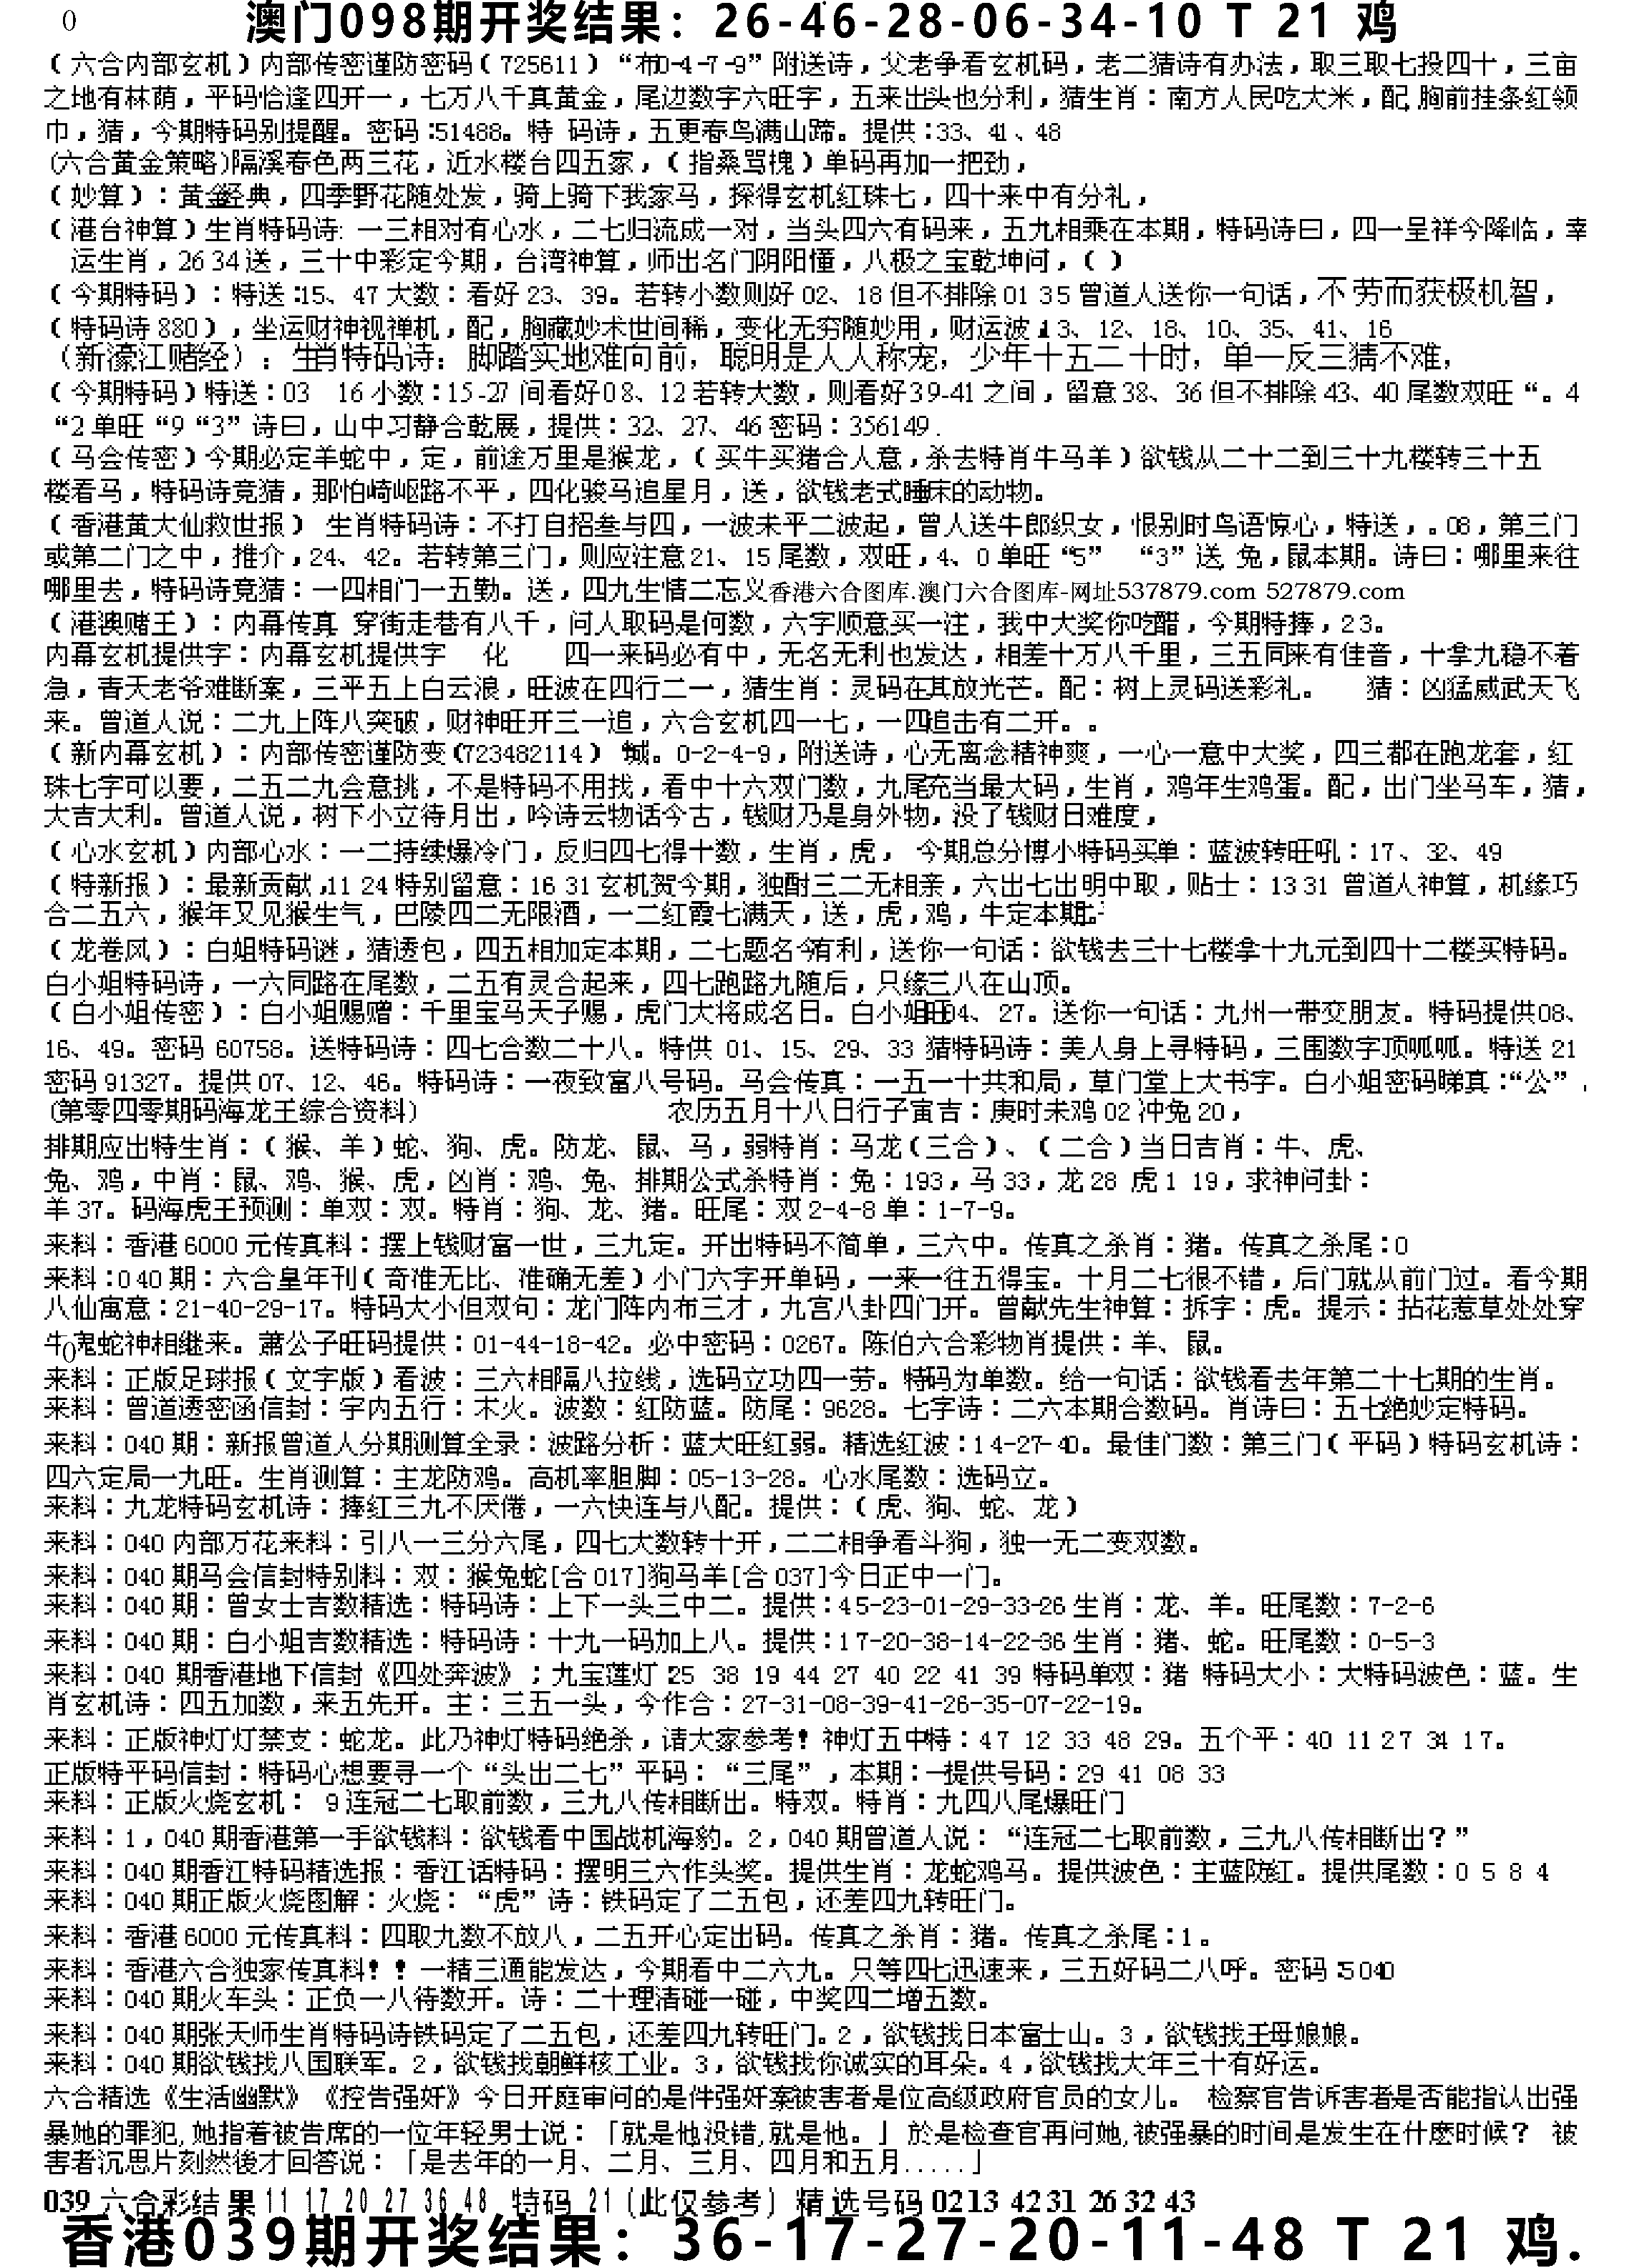 0
澳门098期开奖结果：26-46-28-06-34-10 T 21 鸡
（六合内部玄机）内部传密谨防密码（725611）“布0-4-7-9”附送诗，父老争看玄机码，老二猜诗有办法，取三取七投四十，三亩
之地有林荫，平码恰逢四开一，七万八千真黄金，尾边数字六旺字，五来出头也分利，猜生肖：南方人民吃大米，配，胸前挂条红领
巾，猜，今期特码别提醒。密码：51488。特 码诗，五更春鸟满山蹄。提供：33、41、48
(六合黄金策略)隔溪春色两三花，近水楼台四五家，（指桑骂槐）单码再加一把劲，
（妙算）：黄金经典，四季野花随处发，骑上骑下我家马，探得玄机红珠七，四十来中有分礼，
（港台神算）生肖特码诗: 一三相对有心水，二七归流成一对，当头四六有码来，五九相乘在本期，特码诗曰，四一呈祥今降临，幸
运生肖，26 34 送，三十中彩定今期，台湾神算，师出名门阴阳懂，八极之宝乾坤问，（ ）
（今期特码）：特送：15、47 大数：看好 23、39。若转小数则好 02、18 但不排除 01 35 曾道人送你一句话，不 劳而获极机智，
（特码诗 880），坐运财神视禅机，配，胸藏妙术世间稀，变化无穷随妙用，财运波：13、12、18、10、35、41、16
（新濠江赌经）：生肖特码诗：脚踏实地难向前，聪明是人人称宠，少年十五二十时，单一反三猜不难，
（今期特码）特送：03 16 小数：15-27 间看好08、12 若转大数，则看好39-41 之间，留意 38、36 但不排除 43、40 尾数双旺“。4
“2 单旺“9“3”诗曰，山中习静合乾展，提供：32、27、46 密码：356149.
（马会传密）今期必定羊蛇中，定，前途万里是猴龙，（买牛买猪合人意，杀去特肖牛马羊）欲钱从二十二到三十九楼转三十五
楼看马，特码诗竞猜，那怕崎岖路不平，四化骏马追星月，送，欲钱老式睡床的动物。
（香港黄大仙救世报） 生肖特码诗：不打自招叁与四，一波未平二波起，曾人送牛郎织女，恨别时鸟语惊心，特送，。08，第三门
或第二门之中，推介，24、42。若转第三门，则应注意 21、15 尾数，双旺，4、0 单旺“5” “3”送 兔，鼠本期。诗曰：哪里来往
哪里去，特码诗竞猜：一四相门一五勤。送，四九生情二忘义香港六合图库.澳门六合图库-网址537879.com 527879.com
（港澳赌王）：内幕传真 穿街走巷有八千，问人取码是何数，六字顺意买一注，我中大奖你吃醋，今期特捧，23。
内幕玄机提供字：内幕玄机提供字 化 四一来码必有中，无名无利也发达，相差十万八千里，三五同来有佳音，十拿九稳不着
急，青天老爷难断案，三平五上白云浪，旺波在四行二一，猜生肖：灵码在其放光芒。配：树上灵码送彩礼。 猜：凶猛威武天飞
来。曾道人说：二九上阵八突破，财神旺开三一追，六合玄机四一七，一四追击有二开。。
（新内幕玄机）：内部传密谨防变(723482114) 城。0-2-4-9，附送诗，心无离念精神爽，一心一意中大奖，四三都在跑龙套，红
珠七字可以要，二五二九会意挑，不是特码不用找，看中十六双门数，九尾充当最大码，生肖，鸡年生鸡蛋。配，出门坐马车，猜，
大吉大利。曾道人说，树下小立待月出，吟诗云物话今古，钱财乃是身外物，没了钱财日难度，
（心水玄机）内部心水：一二持续爆冷门，反归四七得十数，生肖，虎， 今期总分博小特码买单：蓝波转旺吼：17、32、49
（特新报）：最新贡献，11 24 特别留意：16 31 玄机贺今期，独酎三二无相亲，六出七出明中取，贴士：13 31 曾道人神算，机缘巧
合二五六，猴年又见猴生气，巴陵四二无限酒，一二红霞七满天，送，虎，鸡，牛定本期
（龙卷风）：白姐特码谜，猜透包，四五相加定本期，二七题名今有利，送你一句话：欲钱去三十七楼拿十九元到四十二楼买特码。
白小姐特码诗，一六同路在尾数，二五有灵合起来，四七跑路九随后，只缘三八在山顶。
（白小姐传密）：白小姐赐赠：千里宝马天子赐，虎门大将成名日。白小姐旺04、27。送你一句话：九州一带交朋友。特码提供08、
16、49。密码 60758。送特码诗：四七合数二十八。特供 01、15、29、33 猜特码诗：美人身上寻特码，三围数字顶呱呱。特送 21
密码 91327。提供 07、12、46。特码诗：一夜致富八号码。马会传真：一五一十共和局，草门堂上大书字。白小姐密码睇真：“公”.
(第零四零期码海龙王综合资料) 农历五月十八日行子寅吉：庚时未鸡 02 冲兔 20，
排期应出特生肖：（猴、羊）蛇、狗、虎。防龙、鼠、马，弱特肖：马龙（三合）、（二合）当日吉肖：牛、虎、
兔、鸡，中肖：鼠、鸡、猴、虎，凶肖：鸡、兔、排期公式杀特肖：兔：193，马 33，龙 28 虎 1 19，求神问卦：
羊 37。码海虎王预测：单双：双。特肖：狗、龙、猪。旺尾：双 2-4-8 单：1-7-9。
来料：香港 6000 元传真料：摆上钱财富一世，三九定。开出特码不简单，三六中。传真之杀肖：猪。传真之杀尾：0
来料：040 期：六合皇年刊（奇准无比、准确无差）小门六字开单码，一来一往五得宝。十月二七很不错，后门就从前门过。看今期
八仙寓意：21-40-29-17。特码大小但双句：龙门阵内布三才，九宫八卦四门开。曾献先生神算：拆字：虎。提示：拈花惹草处处穿
牛鬼蛇神相继来。萧公子旺码提供：01-44-18-42。必中密码：0267。陈伯六合彩物肖提供：羊、鼠。
0
来料：正版足球报（文字版）看波：三六相隔八拉线，选码立功四一劳。特码为单数。给一句话：欲钱看去年第二十七期的生肖。
来料：曾道透密函信封：字内五行：木火。波数：红防蓝。防尾：9628。七字诗：二六本期合数码。肖诗曰：五七绝妙定特码。
来料：040 期：新报曾道人分期测算全录：波路分析：蓝大旺红弱。精选红波：14-27-40。最佳门数：第三门（平码）特码玄机诗：
四六定局一九旺。生肖测算：主龙防鸡。高机率胆脚：05-13-28。心水尾数：选码立。
来料：九龙特码玄机诗：捧红三九不厌倦，一六快连与八配。提供：（虎、狗、蛇、龙）
来料：040 内部万花来料：引八一三分六尾，四七大数转十开，二二相争看斗狗，独一无二变双数。
来料：040 期马会信封特别料：双：猴兔蛇[合 017]狗马羊[合 037]今日正中一门。
来料：040 期：曾女士吉数精选：特码诗：上下一头三中二。提供：45-23-01-29-33-26 生肖：龙、羊。旺尾数：7-2-6
来料：040 期：白小姐吉数精选：特码诗：十九一码加上八。提供：17-20-38-14-22-36 生肖：猪、蛇。旺尾数：0-5-3
来料：040 期香港地下信封《四处奔波》；九宝莲灯：25 38 19 44 27 40 22 41 39 特码单双：猪 特码大小：大特码波色：蓝。生
肖玄机诗：四五加数，来五先开。主：三五一头，今作合：27-31-08-39-41-26-35-07-22-19。
来料：正版神灯灯禁支：蛇龙。此乃神灯特码绝杀，请大家参考！神灯五中特：47 12 33 48 29。五个平：40 11 27 34 17。
正版特平码信封：特码心想要寻一个“头出二七”平码：“三尾”，本期：一提供号码：29 41 08 33
来料：正版火烧玄机： 9 连冠二七取前数，三九八传相断出。特双。特肖：九四八尾爆旺门
来料：1，040 期香港第一手欲钱料：欲钱看中国战机海豹。2，040 期曾道人说：“连冠二七取前数，三九八传相断出？”
来料：040 期香江特码精选报：香江话特码：摆明三六作头奖。提供生肖：龙蛇鸡马。提供波色：主蓝防红。提供尾数：0 5 8 4
来料：040 期正版火烧图解：火烧：“虎”诗：铁码定了二五包，还差四九转旺门。
来料：香港 6000 元传真料：四取九数不放八，二五开心定出码。传真之杀肖：猪。传真之杀尾：1。
来料：香港六合独家传真料！！一精三通能发达，今期看中二六九。只等四七迅速来，三五好码二八呼。密码：5040
来料：040 期火车头：正负一八待数开。诗：二十理清碰一碰，中奖四二增五数。
来料：040 期张天师生肖特码诗铁码定了二五包，还差四九转旺门。2，欲钱找日本富士山。3，欲钱找王母娘娘。
来料：040 期欲钱找八国联军。2，欲钱找朝鲜核工业。3，欲钱找你诚实的耳朵。4，欲钱找大年三十有好运。
六合精选《生活幽默》《控告强奸》今日开庭审问的是件强奸案被害者是位高级政府官员的女儿。 检察官告诉害者是否能指认出强
暴她的罪犯,她指着被告席的一位年轻男士说：「就是他没错,就是他。」於是检查官再问她,被强暴的时间是发生在什麽时候？ 被
害者沉思片刻然後才回答说：「是去年的一月、二月、三月、四月和五月.....」
039 六合彩结果 11 17 20 27 36 48 特码 21 (此仅参考) 精选号码 0213 4231 26 32 43
香港039期开奖结果：36-17-27-20-11-48 T 21 鸡.